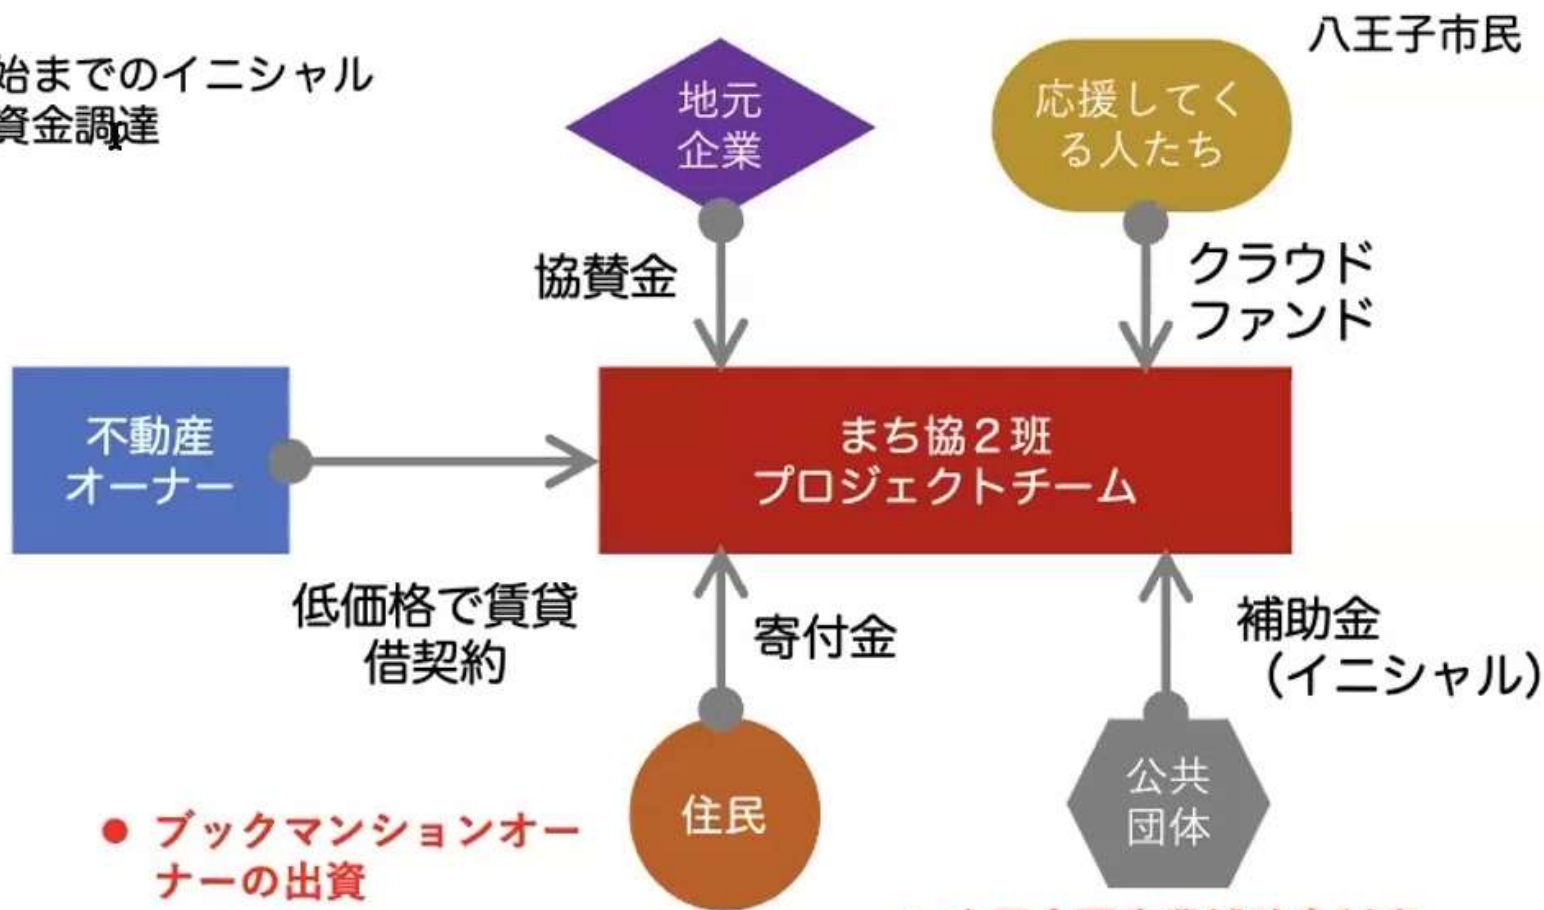 始までのイニシャル
資金調達
八王子市民
地元
企業
応援してく
る人たち
協賛金
クラウド
ファンド
不動産
オーナー
まち協２班
プロジェクトチーム
低価格で賃貸
借契約
寄付金
補助金
（イニシャル）
住民
公共
団体
● ブックマンションオー
ナーの出資